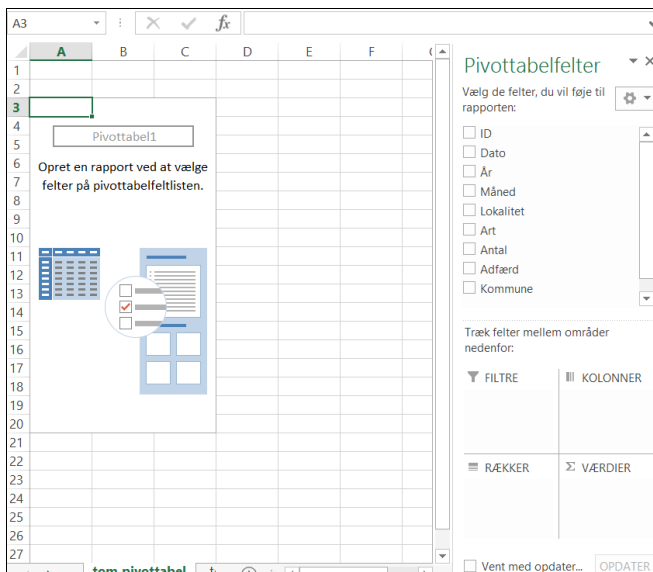 A3
fx
A B C D E F
1
2
3
4
5
6
7
8
9
10
11
12
13
14
15
16
17
18
19
20
21
22
23
24
25
26
27
Pivottabel1
Opret en rapport ved at vælge
felter på pivottabelfeltlisten.
tom pivottabel
Pivottabelfelter
Vælg de felter, du vil føje til
rapporten:
ID
Dato
År
Måned
Lokalitet
Art
Antal
Adfærd
Kommune
Træk felter mellem områder
nedenfor:
FILTRE
KOLONNER
RÆKKER
Σ VÆRDIER
Vent med opdater...
OPDATER